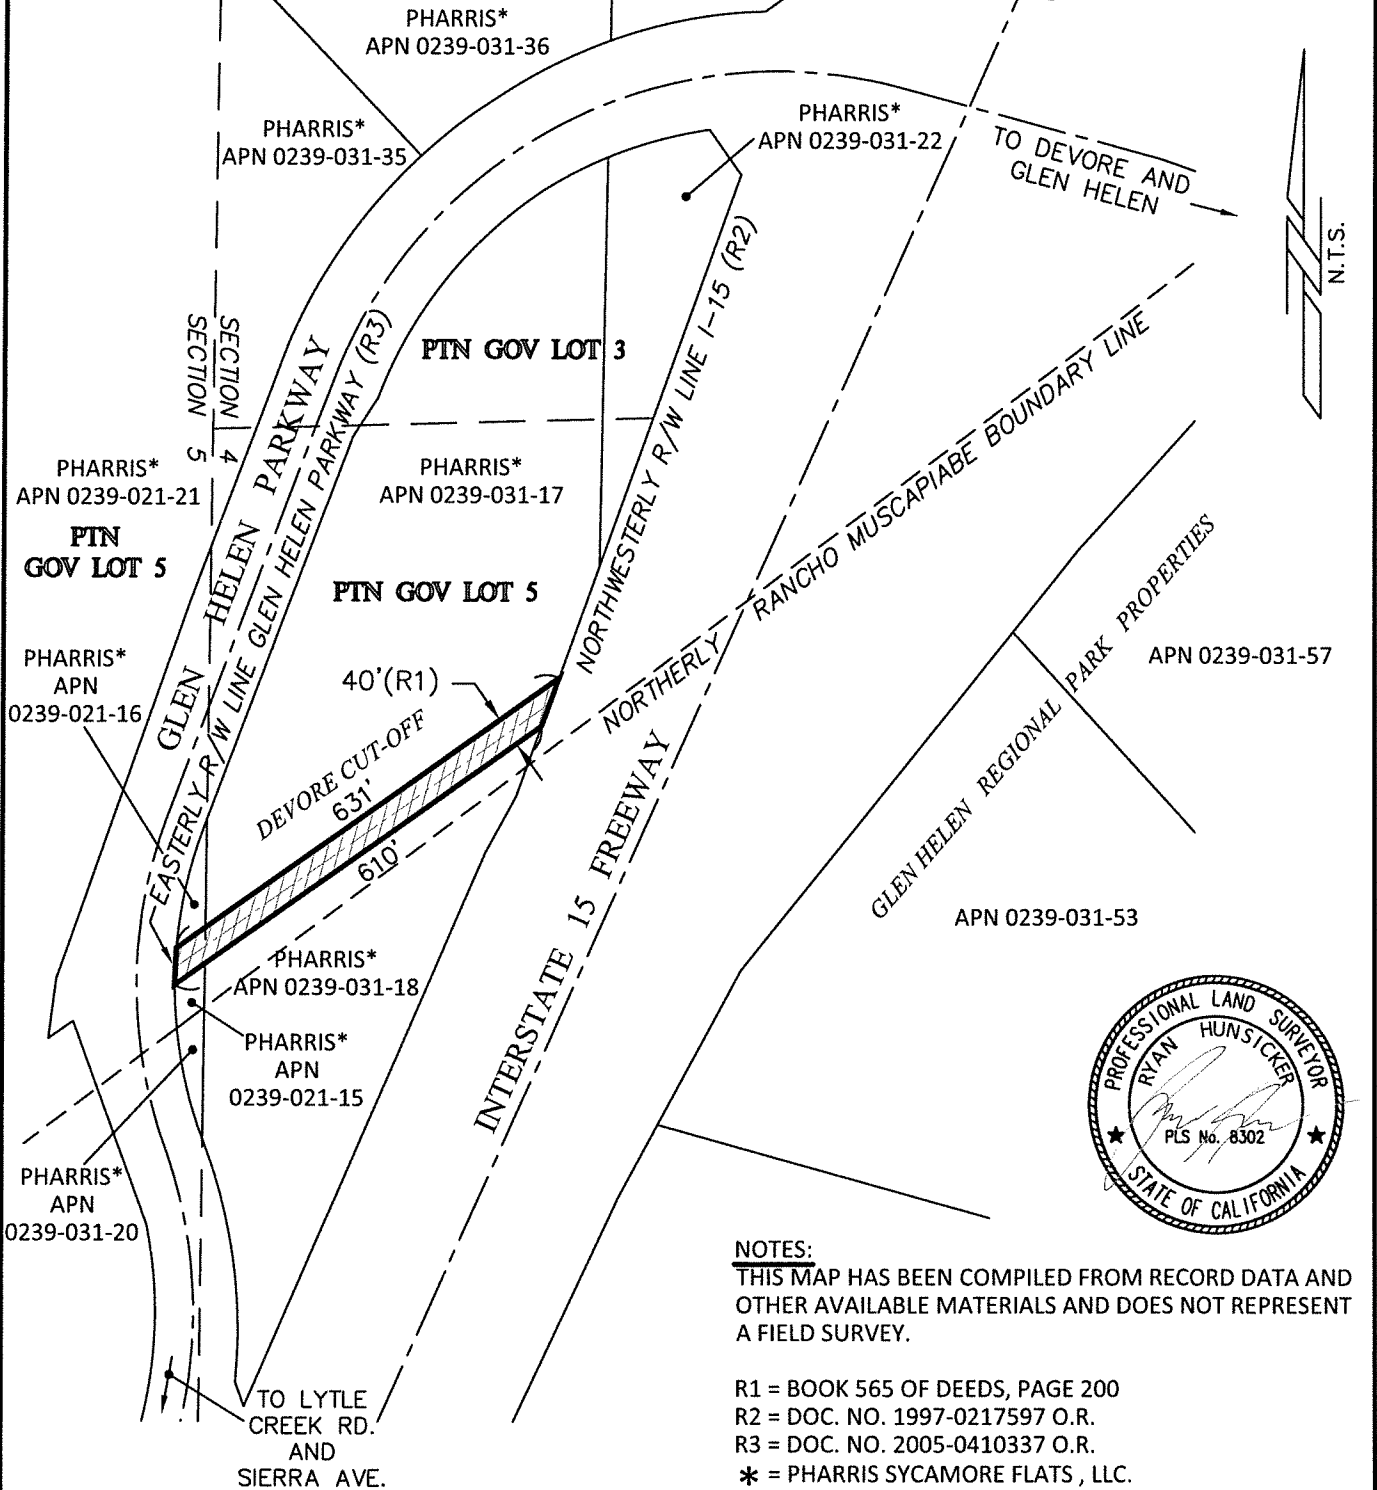 PHARRIS*
APN 0239-031-36
PHARRIS*
APN 0239-031-35
PHARRIS*
APN 0239-031-22
TO DEVORE AND
GLEN HELEN
N.T.S.
SECTION 4
SECTION 5
GLEN HELEN PARKWAY
EASTERLY R/W LINE GLEN HELEN PARKWAY (R3)
PTN GOV LOT 3
NORTHWESTERLY R/W LINE I-15 (R2)
NORTHERLY RANCHO MUSCAPIABE BOUNDARY LINE
PHARRIS*
APN 0239-021-21
PTN
GOV LOT 5
PHARRIS*
APN 0239-031-17
PTN GOV LOT 5
GLEN HELEN REGIONAL PARK PROPERTIES
APN 0239-031-57
PHARRIS*
APN
0239-021-16
40'(R1)
DEVORE CUT-OFF
631'
610'
INTERSTATE 15 FREEWAY
APN 0239-031-53
PHARRIS*
APN 0239-031-18
PHARRIS*
APN
0239-021-15
PHARRIS*
APN
0239-031-20
PROFESSIONAL LAND SURVEYOR
RYAN HUNSICKER
PLS No. 8302
STATE OF CALIFORNIA
NOTES:
THIS MAP HAS BEEN COMPILED FROM RECORD DATA AND
OTHER AVAILABLE MATERIALS AND DOES NOT REPRESENT
A FIELD SURVEY.
R1 = BOOK 565 OF DEEDS, PAGE 200
R2 = DOC. NO. 1997-0217597 O.R.
R3 = DOC. NO. 2005-0410337 O.R.
* = PHARRIS SYCAMORE FLATS , LLC.
TO LYTLE
CREEK RD.
AND
SIERRA AVE.